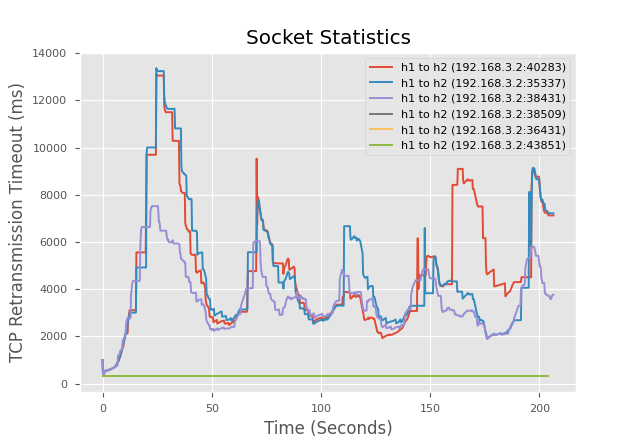 Socket Statistics
TCP Retransmission Timeout (ms)
14000
12000
10000
8000
6000
4000
2000
0
h1 to h2 (192.168.3.2:40283)
h1 to h2 (192.168.3.2:35337)
h1 to h2 (192.168.3.2:38431)
h1 to h2 (192.168.3.2:38509)
h1 to h2 (192.168.3.2:36431)
h1 to h2 (192.168.3.2:43851)
0 50 100 150 200
Time (Seconds)